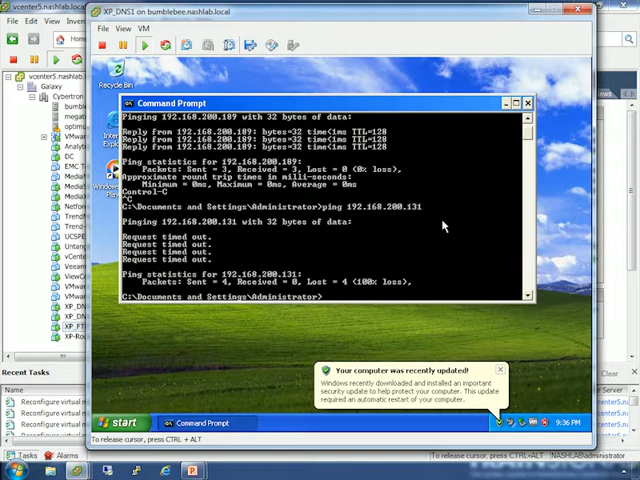 vcenter5.nashlab.
File Edit View Inven
Home
vcenter5.nashlab.local
Galaxy
Cybertron
XP_DNS1 on bumblebee.nashlab.local
File View VM
Recycle Bin
Command Prompt
Pinging 192.168.200.189 with 32 bytes of data:
Reply from 192.168.200.189: bytes=32 time<1ms TTL=128
Reply from 192.168.200.189: bytes=32 time<1ms TTL=128
Reply from 192.168.200.189: bytes=32 time<1ms TTL=128
Ping statistics for 192.168.200.189:
Packets: Sent = 3, Received = 3, Lost = 0 (0% loss),
Approximate round trip times in milli-seconds:
Minimum = 0ms, Maximum = 0ms, Average = 0ms
Control-C
^C
C:\Documents and Settings\Administrator>ping 192.168.200.131
Pinging 192.168.200.131 with 32 bytes of data:
Request timed out.
Request timed out.
Request timed out.
Request timed out.
Ping statistics for 192.168.200.131:
Packets: Sent = 4, Received = 0, Lost = 4 (100% loss),
C:\Documents and Settings\Administrator>
Your computer was recently updated!
Windows recently downloaded and installed an important
security update to help protect your computer. This update
required an automatic restart of your computer.
start
Command Prompt
9:36 PM
To release cursor, press CTRL + ALT
Recent Tasks
Name
Reconfigure virtual m
Reconfigure virtual m
Reconfigure virtual m
Tasks Alarms
NASHLAB\administrator